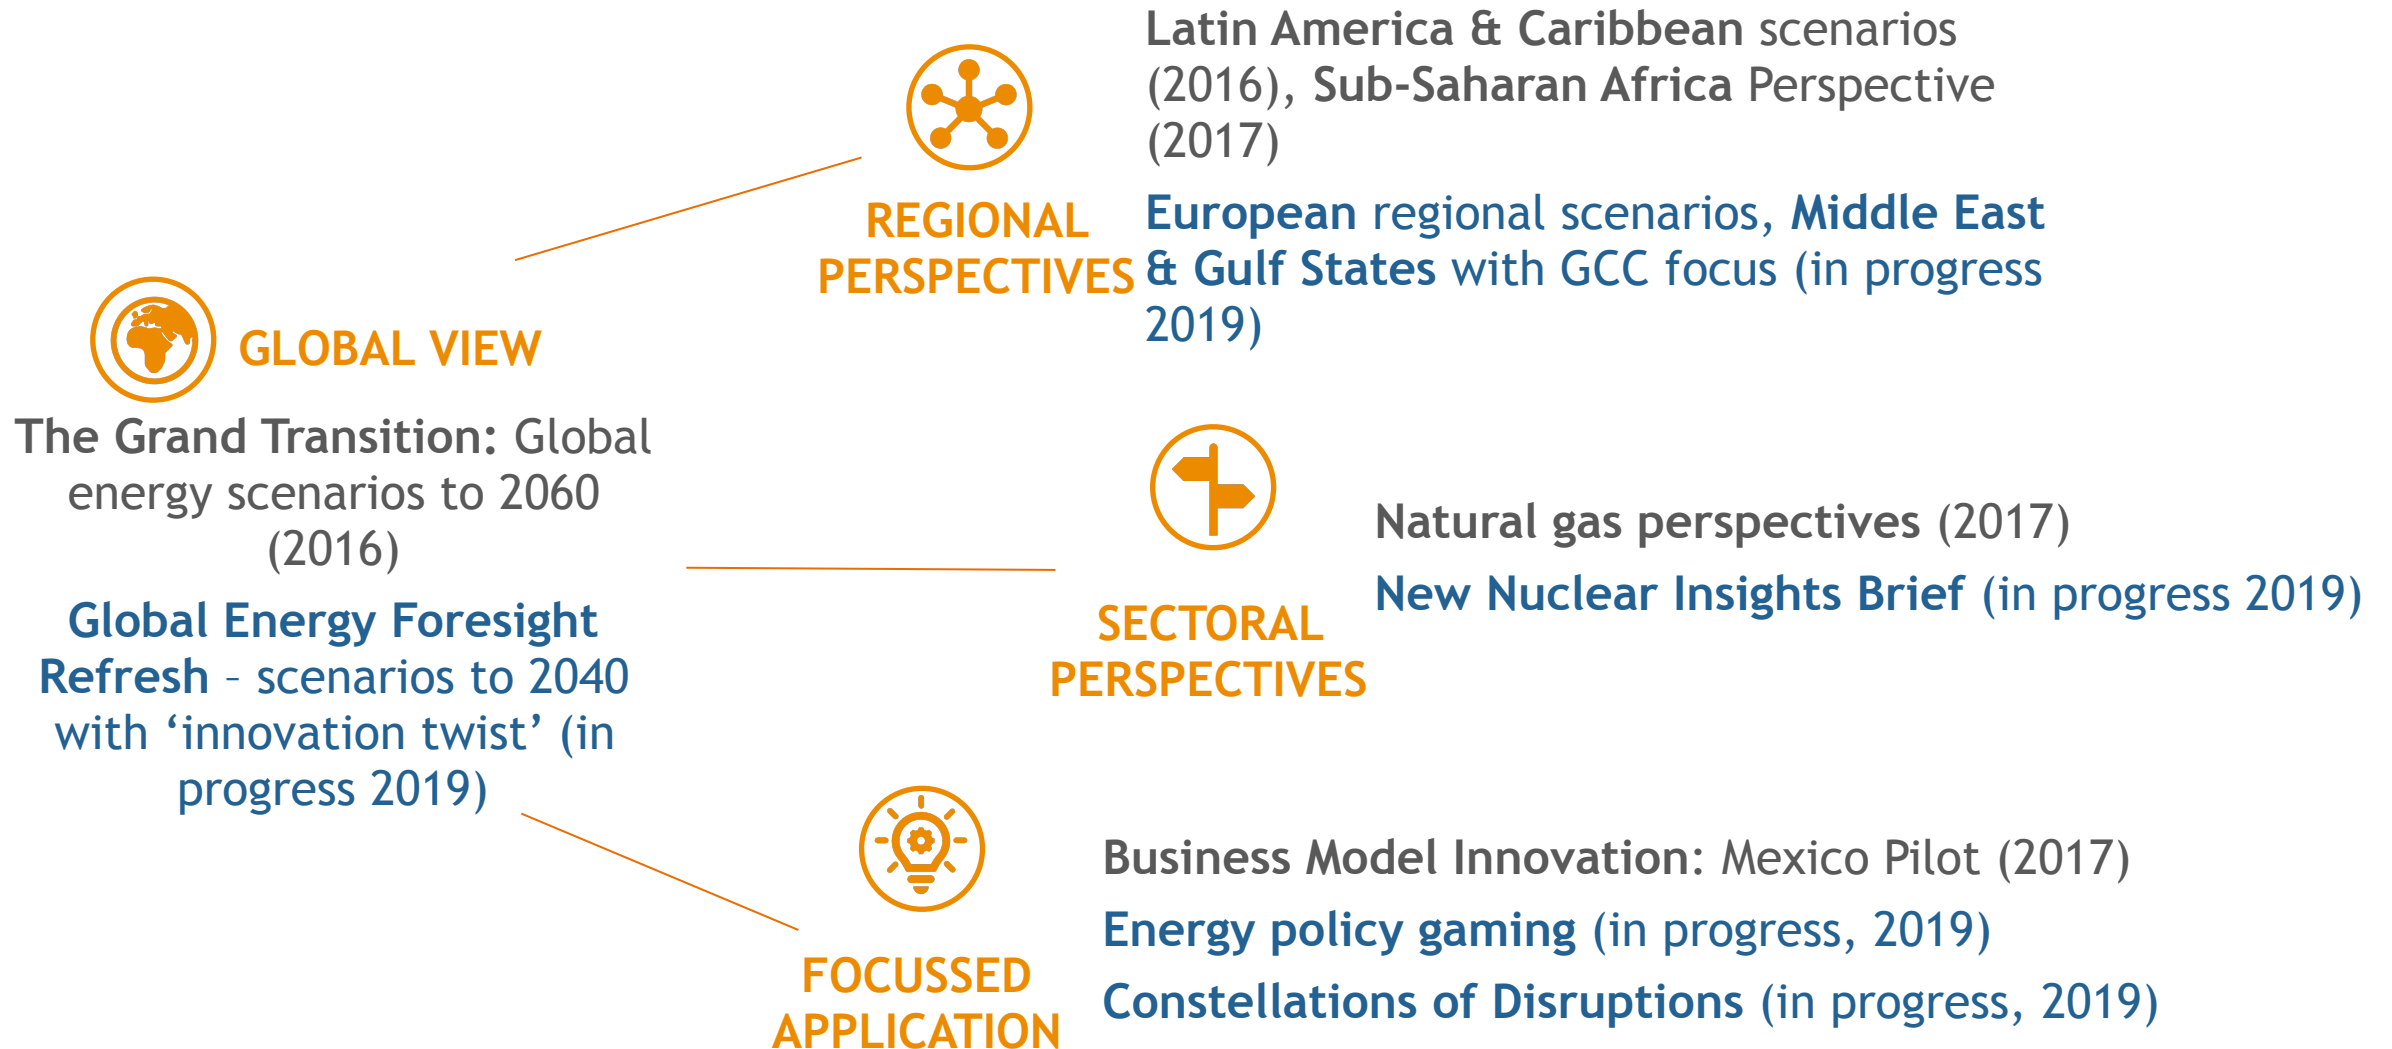 GLOBAL VIEW
The Grand Transition: Global
energy scenarios to 2060
(2016)
Global Energy Foresight
Refresh – scenarios to 2040
with ‘innovation twist’ (in
progress 2019)
REGIONAL
PERSPECTIVES
Latin America & Caribbean scenarios
(2016), Sub-Saharan Africa Perspective
(2017)
European regional scenarios, Middle East
& Gulf States with GCC focus (in progress
2019)
SECTORAL
PERSPECTIVES
Natural gas perspectives (2017)
New Nuclear Insights Brief (in progress 2019)
FOCUSSED
APPLICATION
Business Model Innovation: Mexico Pilot (2017)
Energy policy gaming (in progress, 2019)
Constellations of Disruptions (in progress, 2019)